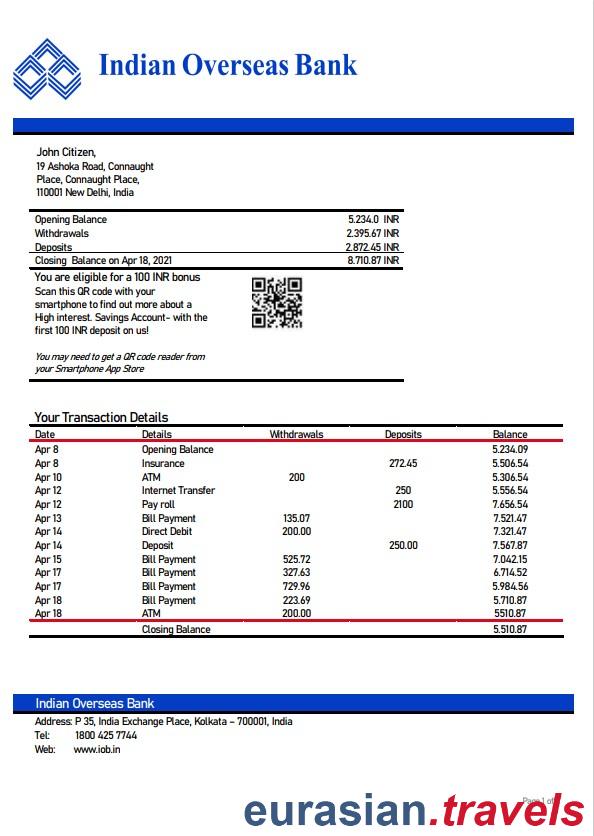 Indian Overseas Bank
John Citizen,
19 Ashoka Road, Connaught
Place, Connaught Place,
110001 New Delhi, India
Opening Balance 5.234.0 INR
Withdrawals 2.395.67 INR
Deposits 2.872.45 INR
Closing Balance on Apr 18, 2021 8.710.87 INR
You are eligible for a 100 INR bonus
Scan this QR code with your
smartphone to find out more about a
High interest. Savings Account- with the
first 100 INR deposit on us!
You may need to get a QR code reader from
your Smartphone App Store
Your Transaction Details
Date Details Withdrawals Deposits Balance
Apr 8 Opening Balance 5.234.09
Apr 8 Insurance 272.45 5.506.54
Apr 10 ATM 200 5.306.54
Apr 12 Internet Transfer 250 5.556.54
Apr 12 Pay roll 2100 7.656.54
Apr 13 Bill Payment 135.07 7.521.47
Apr 14 Direct Debit 200.00 7.321.47
Apr 14 Deposit 250.00 7.567.87
Apr 15 Bill Payment 525.72 7.042.15
Apr 17 Bill Payment 327.63 6.714.52
Apr 17 Bill Payment 729.96 5.984.56
Apr 18 Bill Payment 223.69 5.710.87
Apr 18 ATM 200.00 5510.87
Closing Balance 5.510.87
Indian Overseas Bank
Address: P 35, India Exchange Place, Kolkata – 700001, India
Tel: 1800 425 7744
Web: www.iob.in
Page 1 of
eurasian.travels